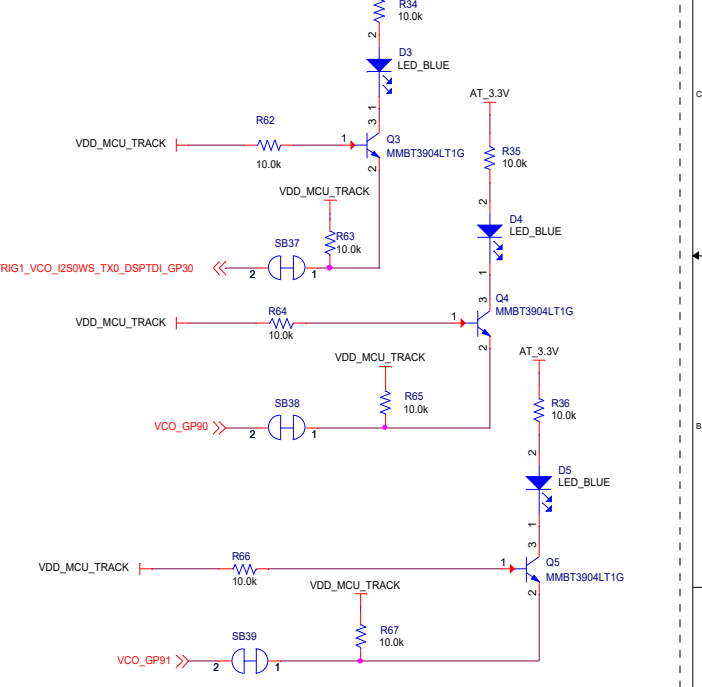 R34
10.0k
2
D3
LED_BLUE
1
AT_3.3V
R62
3
VDD_MCU_TRACK
1
Q3
10.0k
MMBT3904LT1G
R35
10.0k
2
VDD_MCU_TRACK
2
D4
LED_BLUE
R63
10.0k
SB37
RIG1_VCO_I2S0WS_TX0_DSPTDI_GP30
2
1
1
3
Q4
R64
MMBT3904LT1G
VDD_MCU_TRACK
1
10.0k
2
AT_3.3V
VDD_MCU_TRACK
R65
10.0k
SB38
R36
10.0k
VCO_GP90
2
1
2
D5
LED_BLUE
1
3
R66
1
Q5
VDD_MCU_TRACK
MMBT3904LT1G
10.0k
VDD_MCU_TRACK
2
R67
10.0k
SB39
VCO_GP91
2
1
C
B